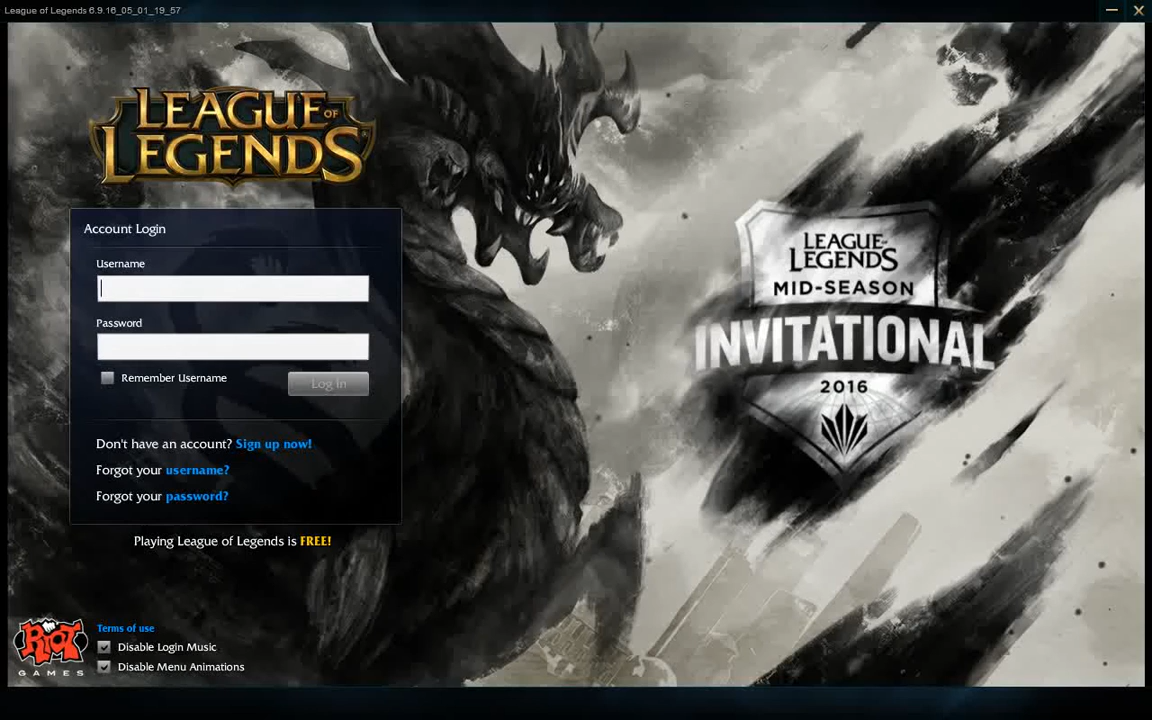 League of Legends 6.9.16_05_01_19_57
LEAGUE OF
LEGENDS
Account Login
Username
Password
Remember Username
Log In
Don't have an account? Sign up now!
Forgot your username?
Forgot your password?
Playing League of Legends is FREE!
LEAGUE OF
LEGENDS
MID-SEASON
INVITATIONAL
2016
RIOT
GAMES
Terms of use
Disable Login Music
Disable Menu Animations